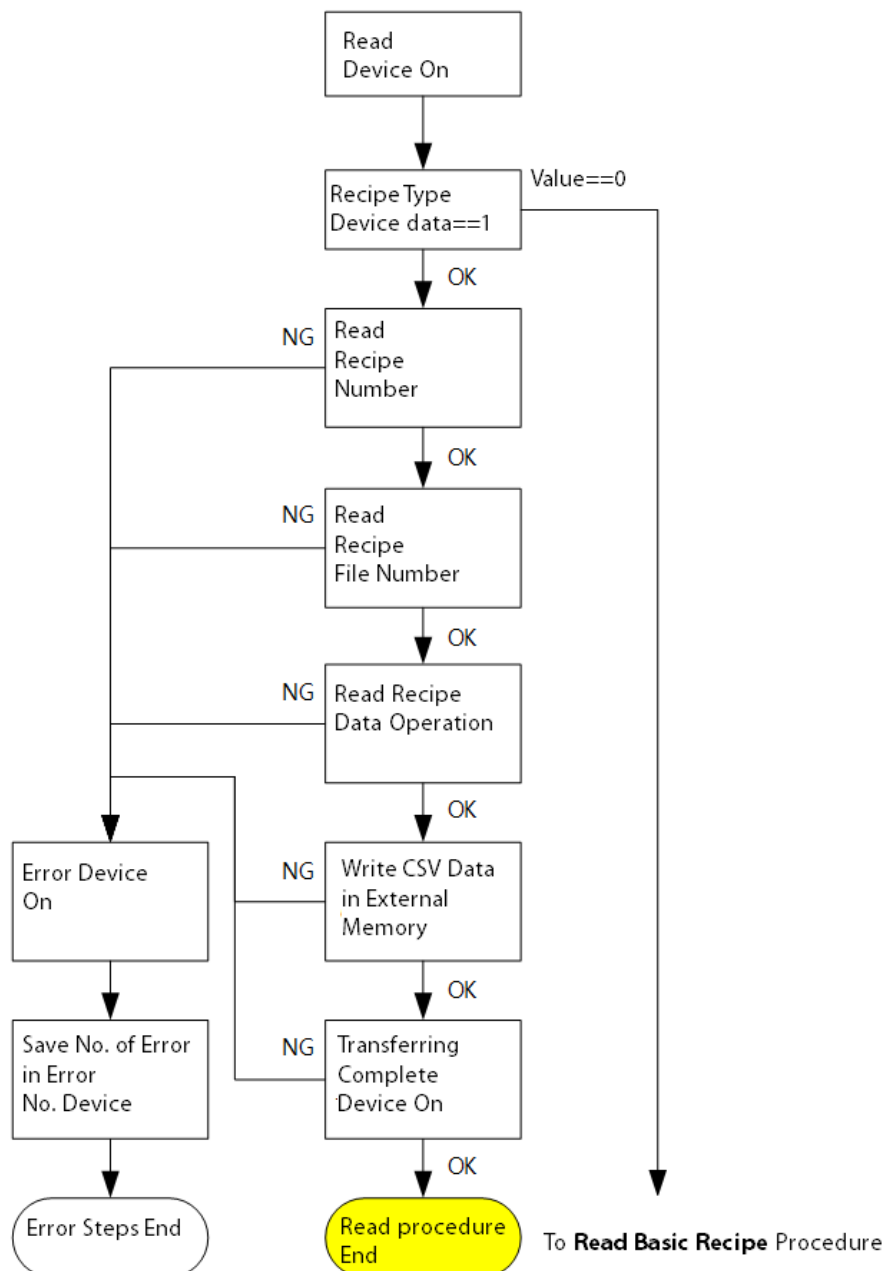 Read
Device On
Value==0
Recipe Type
Device data==1
OK
NG
Read
Recipe
Number
OK
NG
Read
Recipe
File Number
OK
NG
Read Recipe
Data Operation
OK
Error Device
On
NG
Write CSV Data
in External
Memory
OK
Save No. of Error
in Error
No. Device
NG
Transferring
Complete
Device On
OK
Error Steps End
Read procedure
End
To Read Basic Recipe Procedure